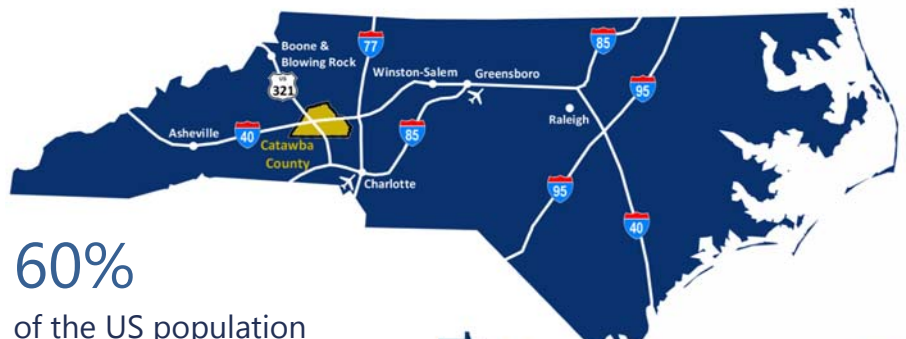 Boone &
Blowing Rock
77
85
US
321
Winston-Salem
Greensboro
95
Raleigh
Asheville
40
Catawba
County
85
Charlotte
95
40
60%
of the US population